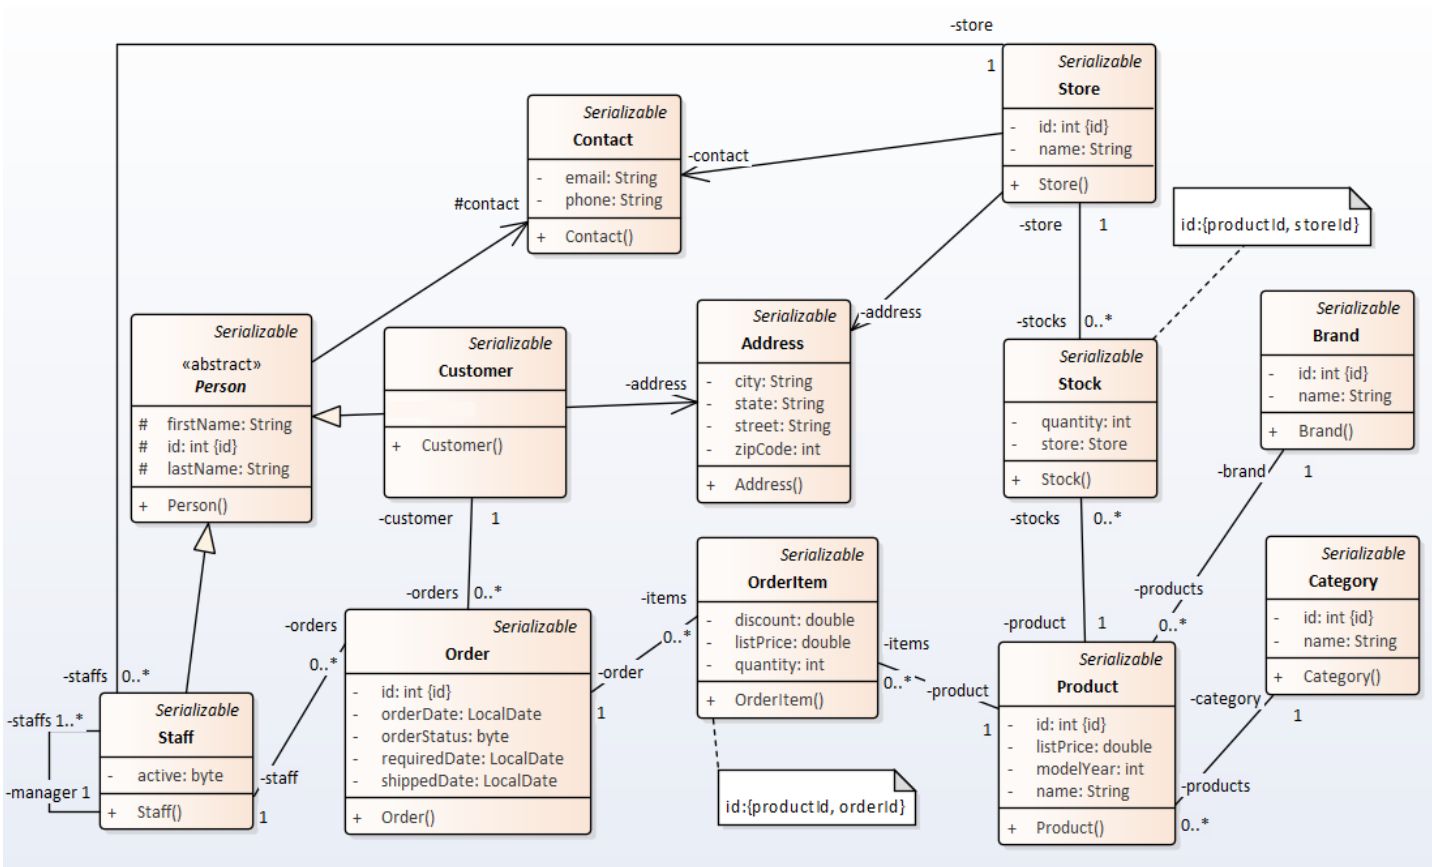 -store
1
Serializable
Store
- id: int {id}
- name: String
+ Store()
Serializable
Contact
- email: String
- phone: String
+ Contact()
-contact
#contact
-store 1
id:{productId, storeId}
Serializable
«abstract»
Person
# firstName: String
# id: int {id}
# lastName: String
+ Person()
Serializable
Customer
+ Customer()
-address
Serializable
Address
- city: String
- state: String
- street: String
- zipCode: int
+ Address()
-address
-stocks 0..*
Serializable
Stock
- quantity: int
- store: Store
+ Stock()
Serializable
Brand
- id: int {id}
- name: String
+ Brand()
-brand 1
-customer 1
-orders 0..*
-stocks 0..*
-product 1
-products
0..*
Serializable
Category
- id: int {id}
- name: String
+ Category()
-category 1
-products
0..*
-orders
0..*
Serializable
Order
- id: int {id}
- orderDate: LocalDate
- orderStatus: byte
- requiredDate: LocalDate
- shippedDate: LocalDate
+ Order()
-items
0..*
-order
1
Serializable
OrderItem
- discount: double
- listPrice: double
- quantity: int
+ OrderItem()
-items
0..*
-product
1
Serializable
Product
- id: int {id}
- listPrice: double
- modelYear: int
- name: String
+ Product()
-staffs 0..*
-staffs 1..*
-manager 1
Serializable
Staff
- active: byte
+ Staff()
-staff
1
id:{productId, orderId}